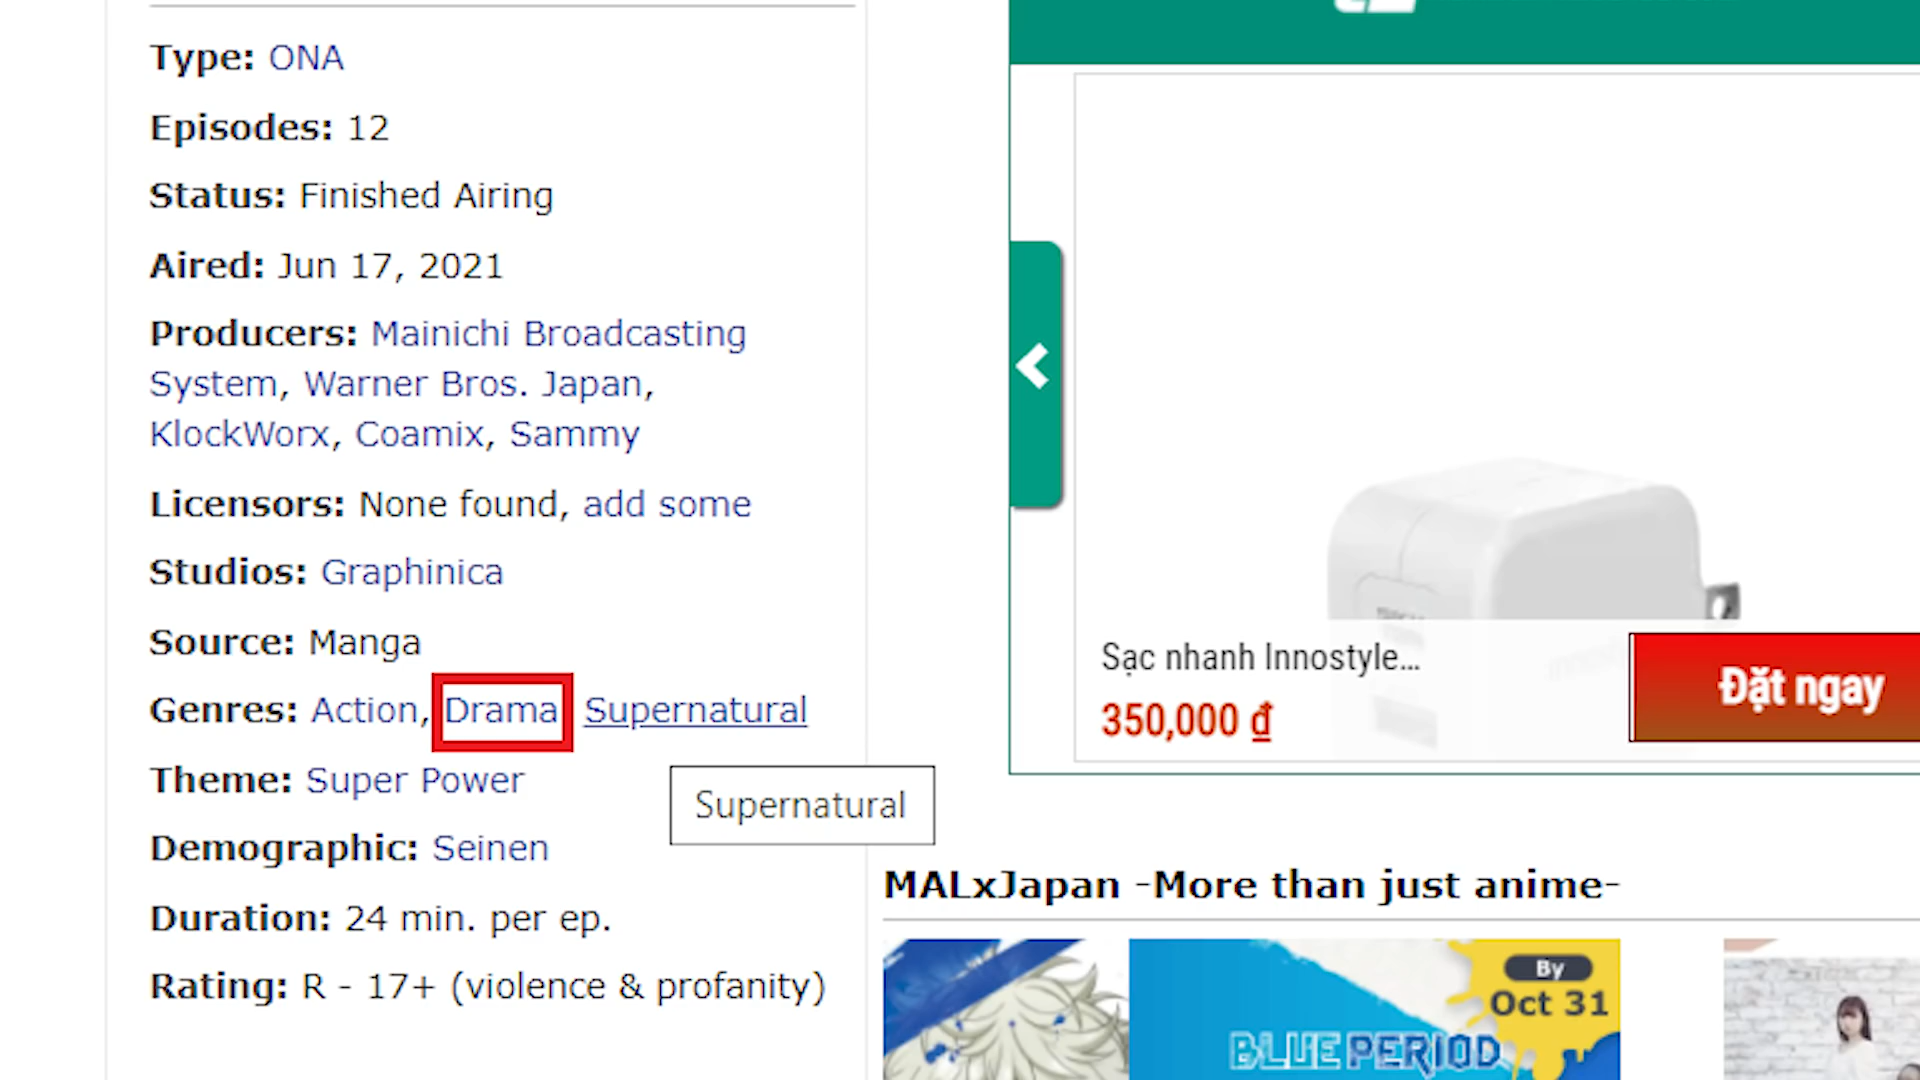 Type: ONA
Episodes: 12
Status: Finished Airing
Aired: Jun 17, 2021
Producers: Mainichi Broadcasting
System, Warner Bros. Japan,
KlockWorx, Coamix, Sammy
Licensors: None found, add some
Studios: Graphinica
Source: Manga
Genres: Action, Drama Supernatural
Theme: Super Power
Supernatural
Demographic: Seinen
Duration: 24 min. per ep.
Rating: R - 17+ (violence & profanity)
Sạc nhanh Innostyle...
350,000 ₫
Đặt ngay
MALxJapan -More than just anime-
By
Oct 31
BLUE PERIOD